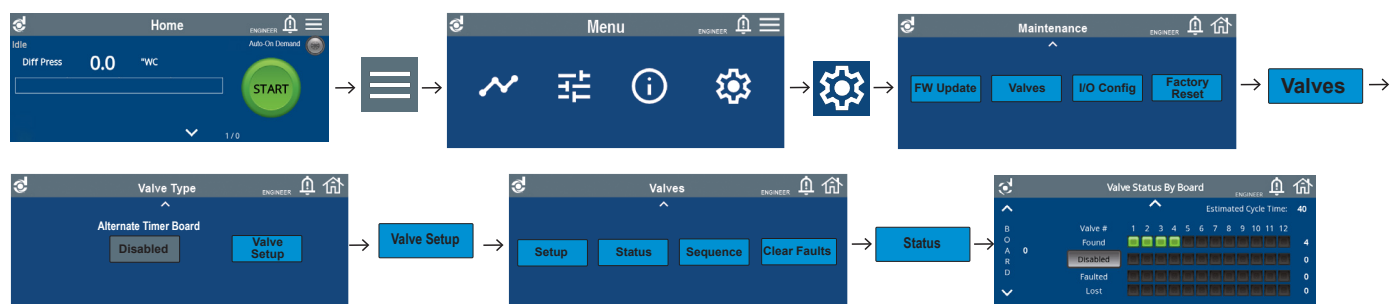 Home
ENGINEER
Idle
Auto-On Demand
Diff Press 0.0 "WC
START
1 / 0
Menu
ENGINEER
Maintenance
ENGINEER
FW Update
Valves
I/O Config
Factory
Reset
Valves
Valve Type
ENGINEER
Alternate Timer Board
Disabled
Valve
Setup
Valve Setup
Valves
ENGINEER
Setup
Status
Sequence
Clear Faults
Status
Valve Status By Board
ENGINEER
Estimated Cycle Time: 40
BOARD
0
Valve # 1 2 3 4 5 6 7 8 9 10 11 12
Found 4
Disabled 0
Faulted 0
Lost 0